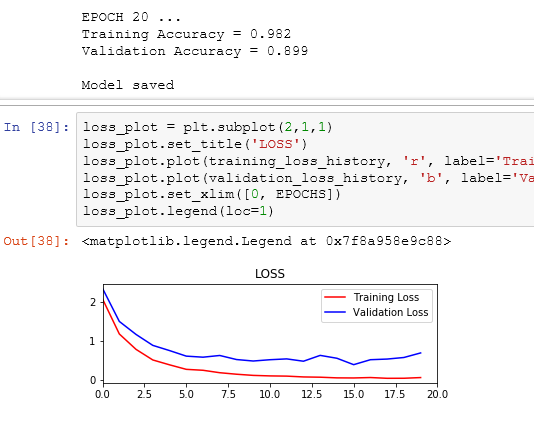 EPOCH 20 ...
Training Accuracy = 0.982
Validation Accuracy = 0.899
Model saved
In [38]:
loss_plot = plt.subplot(2,1,1)
loss_plot.set_title('LOSS')
loss_plot.plot(training_loss_history, 'r', label='Trai
loss_plot.plot(validation_loss_history, 'b', label='Va
loss_plot.set_xlim([0, EPOCHS])
loss_plot.legend(loc=1)
Out[38]: <matplotlib.legend.Legend at 0x7f8a958e9c88>
LOSS
Training Loss
Validation Loss
2
1
0
0.0 2.5 5.0 7.5 10.0 12.5 15.0 17.5 20.0